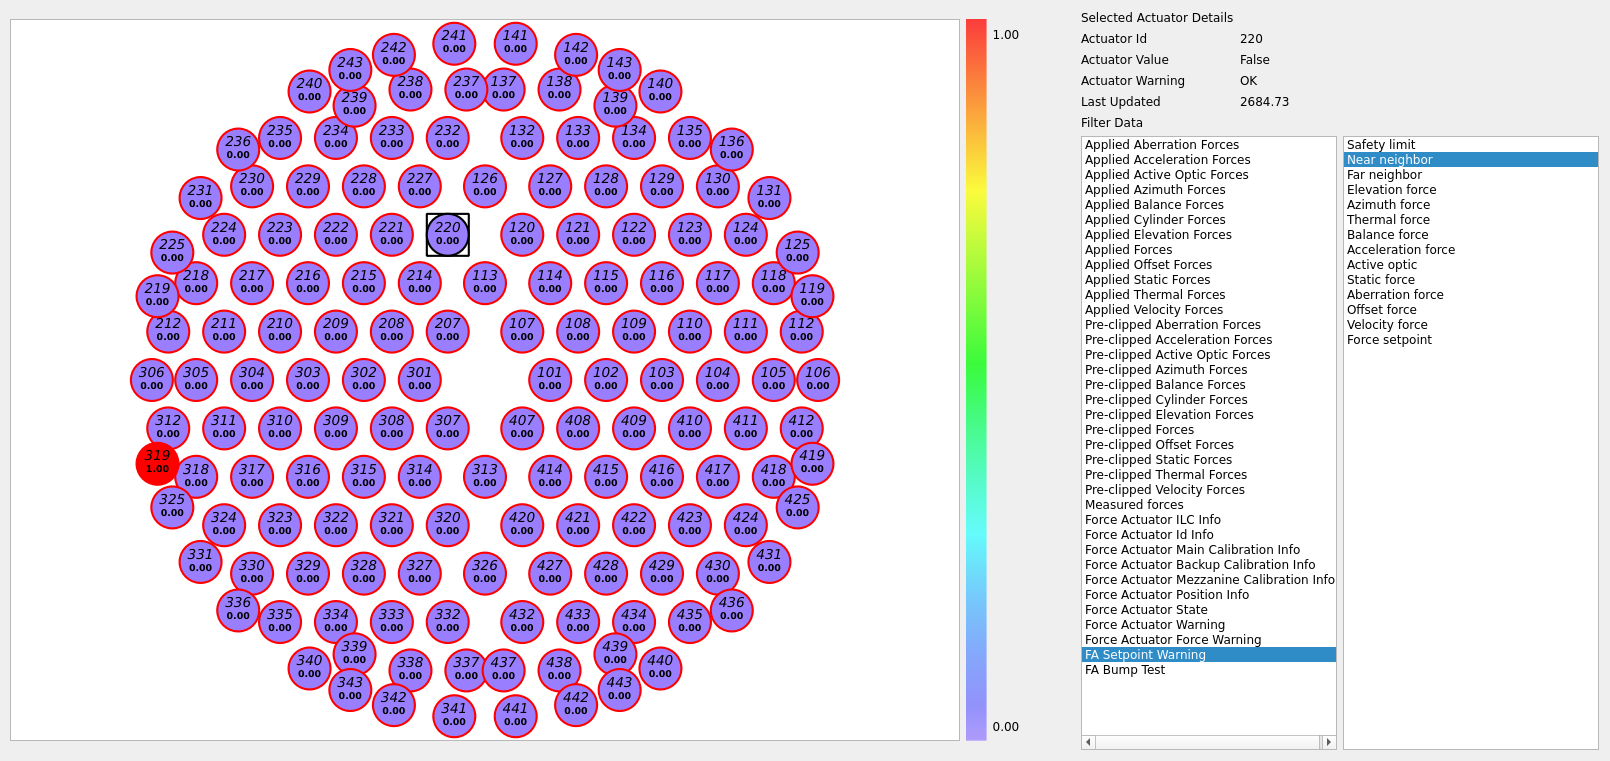 241 141
0.00 0.00
242 142
0.00 0.00
243 143
0.00 0.00
240 238 237 137 138 140
0.00 0.00 0.00 0.00 0.00 0.00
239 139
0.00 0.00
235 234 233 232 132 133 134 135
0.00 0.00 0.00 0.00 0.00 0.00 0.00 0.00
236 136
0.00 0.00
230 229 228 227 126 127 128 129 130
0.00 0.00 0.00 0.00 0.00 0.00 0.00 0.00 0.00
231 131
0.00 0.00
224 223 222 221 220 120 121 122 123 124
0.00 0.00 0.00 0.00 0.00 0.00 0.00 0.00 0.00 0.00
225 125
0.00 0.00
218 217 216 215 214 113 114 115 116 117 118
0.00 0.00 0.00 0.00 0.00 0.00 0.00 0.00 0.00 0.00 0.00
219 119
0.00 0.00
212 211 210 209 208 207 107 108 109 110 111 112
0.00 0.00 0.00 0.00 0.00 0.00 0.00 0.00 0.00 0.00 0.00 0.00
306 305 304 303 302 301 101 102 103 104 105 106
0.00 0.00 0.00 0.00 0.00 0.00 0.00 0.00 0.00 0.00 0.00 0.00
312 311 310 309 308 307 407 408 409 410 411 412
0.00 0.00 0.00 0.00 0.00 0.00 0.00 0.00 0.00 0.00 0.00 0.00
319 419
1.00 0.00
318 317 316 315 314 313 414 415 416 417 418
0.00 0.00 0.00 0.00 0.00 0.00 0.00 0.00 0.00 0.00 0.00
325 425
0.00 0.00
324 323 322 321 320 420 421 422 423 424
0.00 0.00 0.00 0.00 0.00 0.00 0.00 0.00 0.00 0.00
331 431
0.00 0.00
330 329 328 327 326 427 428 429 430
0.00 0.00 0.00 0.00 0.00 0.00 0.00 0.00 0.00
336 436
0.00 0.00
335 334 333 332 432 433 434 435
0.00 0.00 0.00 0.00 0.00 0.00 0.00 0.00
339 439
0.00 0.00
340 338 337 437 438 440
0.00 0.00 0.00 0.00 0.00 0.00
343 443
0.00 0.00
342 442
0.00 0.00
341 441
0.00 0.00
1.00
0.00
Selected Actuator Details
Actuator Id 220
Actuator Value False
Actuator Warning OK
Last Updated 2684.73
Filter Data
Applied Aberration Forces
Applied Acceleration Forces
Applied Active Optic Forces
Applied Azimuth Forces
Applied Balance Forces
Applied Cylinder Forces
Applied Elevation Forces
Applied Forces
Applied Offset Forces
Applied Static Forces
Applied Thermal Forces
Applied Velocity Forces
Pre-clipped Aberration Forces
Pre-clipped Acceleration Forces
Pre-clipped Active Optic Forces
Pre-clipped Azimuth Forces
Pre-clipped Balance Forces
Pre-clipped Cylinder Forces
Pre-clipped Elevation Forces
Pre-clipped Forces
Pre-clipped Offset Forces
Pre-clipped Static Forces
Pre-clipped Thermal Forces
Pre-clipped Velocity Forces
Measured forces
Force Actuator ILC Info
Force Actuator Id Info
Force Actuator Main Calibration Info
Force Actuator Backup Calibration Info
Force Actuator Mezzanine Calibration Info
Force Actuator Position Info
Force Actuator State
Force Actuator Warning
Force Actuator Force Warning
FA Setpoint Warning
FA Bump Test
Safety limit
Near neighbor
Far neighbor
Elevation force
Azimuth force
Thermal force
Balance force
Acceleration force
Active optic
Static force
Aberration force
Offset force
Velocity force
Force setpoint